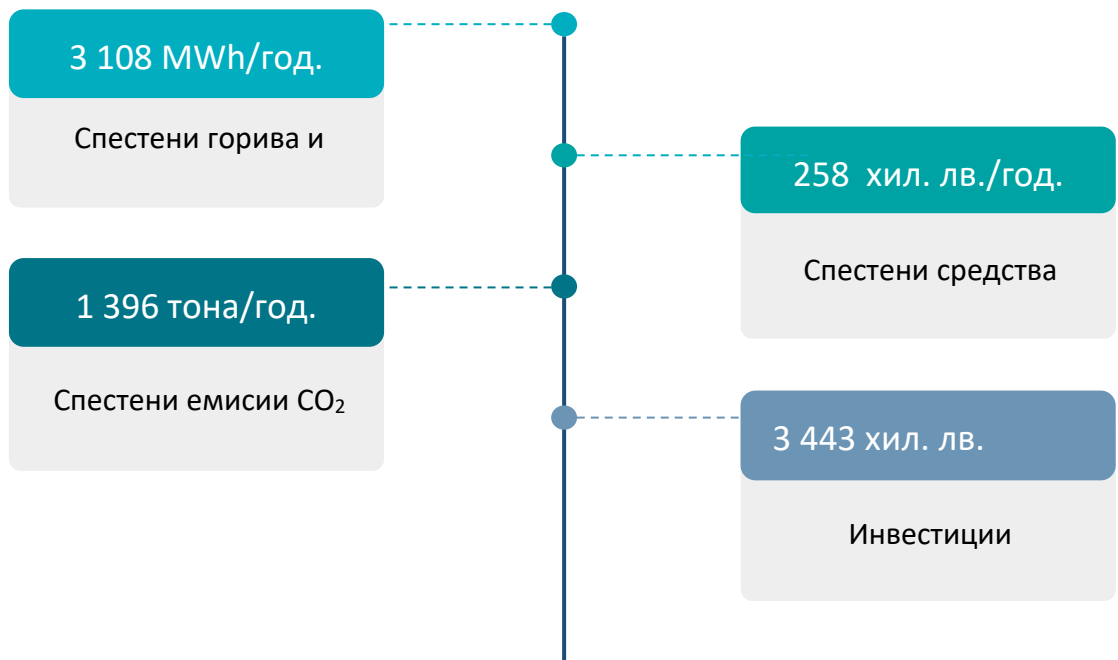 3 108 MWh/год.
Спестени горива и
258 хил. лв./год.
Спестени средства
1 396 тона/год.
Спестени емисии CO₂
3 443 хил. лв.
Инвестиции